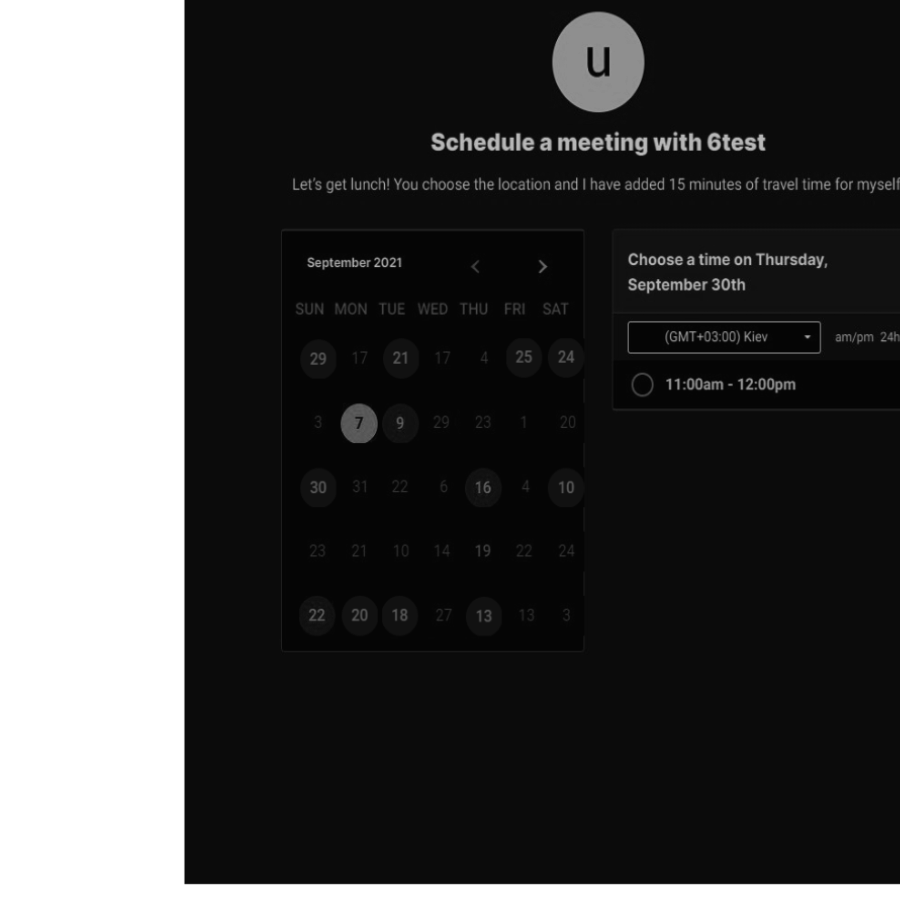 u
Schedule a meeting with 6test
Let's get lunch! You choose the location and I have added 15 minutes of travel time for myself
September 2021
SUN MON TUE WED THU FRI SAT
29 17 21 17 4 25 24
3 7 9 29 23 1 20
30 31 22 6 16 4 10
23 21 10 14 19 22 24
22 20 18 27 13 13 3
Choose a time on Thursday,
September 30th
(GMT+03:00) Kiev am/pm 24h
11:00am - 12:00pm